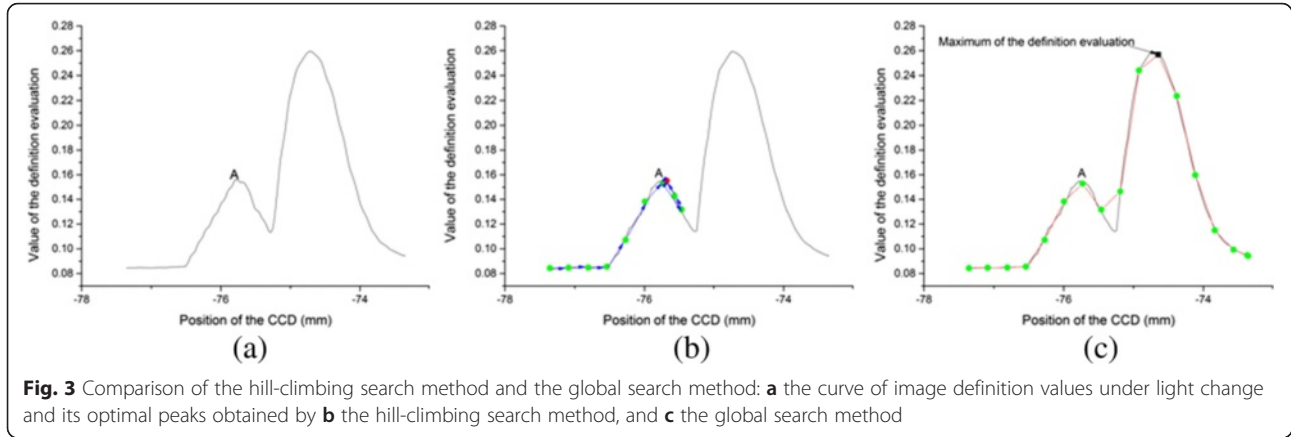 0.28
0.26
0.24
0.22
0.20
0.18
0.16
0.14
0.12
0.10
0.08
Value of the definition evaluation
A
-78
-76
-74
Position of the CCD (mm)
(a)
0.28
0.26
0.24
0.22
0.20
0.18
0.16
0.14
0.12
0.10
0.08
Value of the definition evaluation
A
-78
-76
-74
Position of the CCD (mm)
(b)
0.28
0.26
0.24
0.22
0.20
0.18
0.16
0.14
0.12
0.10
0.08
Value of the definition evaluation
Maximum of the definition evaluation
A
-78
-76
-74
Position of the CCD (mm)
(c)
Fig. 3 Comparison of the hill-climbing search method and the global search method: a the curve of image definition values under light change
and its optimal peaks obtained by b the hill-climbing search method, and c the global search method